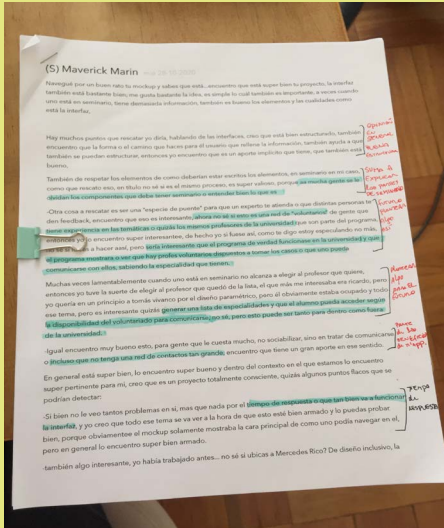 (S) Maverick Marin
Navegué por un buen rato tu mockup y sabes que está...encuentro que está super bien tu proyecto, la interfaz
también está bastante bien, me gusta bastante la idea, es simple lo cual también es importante, a veces cuando
uno está en seminario, tiene demasiada información, también es bueno los elementos y las cualidades como
está la interfaz.
Hay muchos puntos que rescatar yo diría, hablando de las interfaces, creo que está bien estructurado, también
encuentro que la forma o el camino que haces para él usuario que rellene la información, también ayuda a que
también se puedan estructurar, entonces yo encuentro que es un aporte implícito que tiene, que también está
bueno.
También de respeto los elementos de como deberían estar escritos los elementos, en seminario en mi caso,
como que rescato eso, en título no sé si es el mismo proceso, es super valioso, porque a mucha gente se le
olvidan los componentes que debe tener seminario o entender bien lo que es
-Otra cosa a rescatar es ser una "especie de puente" para un experto te atienda o que distintas personas te
den feedback, encuentro que eso es interesante, ahora no sé si esto es una red de "voluntarios" de gente que
tiene experiencia en las temáticas o quizás los mismos profesores de la universidad que son parte del programa,
entonces yo lo encuentro super interesantes, de hecho yo si fuese así, como te digo estoy especulando no más,
a hacer así, pero sería interesante que el programa de verdad funcionase en la universidad y que
el programa mostrara o ver que hay profes voluntarios dispuestos a tomar los casos o que uno pueda
comunicarse con ellos, sabiendo la especialidad que tienen.
Muchas veces lamentablemente cuando uno está en seminario no alcanza a elegir al profesor que quiere,
entonces yo tuve la suerte de elegir al profesor que quedó de la lista, el que más me interesaba era ricardo, pero
yo quería en un principio a tomás vivanco por el diseño paramétrico, pero él obviamente estaba ocupado y todo
ese tema, pero es interesante quizás generar una lista de especialidades y que el alumno pueda acceder según
la disponibilidad del voluntariado para comunicarse, no sé, pero esto puede ser tanto para dentro como fuera
de la universidad.
-Igual encuentro muy bueno esto, para gente que le cuesta mucho, no sociabilizar, sino en tratar de comunicarse
o incluso que no tenga una red de contactos tan grande, encuentro que tiene un gran aporte en ese sentido.
En general está super bien, lo encuentro super bueno y dentro del contexto en el que estamos lo encuentro
super pertinente para mi, creo que es un proyecto totalmente consciente, quizás algunos puntos flacos que se
podrían detectar:
-Si bien no le veo tantos problemas en si, mas que nada por el tiempo de respuesta o que tan bien va a funcionar
la interfaz, y yo creo que todo ese tema se va ver a la hora de que esto esté bien armado y lo puedas probar
bien, porque obviamente el mockup solamente mostraba la cara principal de como uno podía navegar en el,
pero en general lo encuentro super bien armado.
-también algo interesante, yo había trabajado antes... no sé si ubicas a Mercedes Rico? De diseño inclusivo, la
general
BUENO
futuro
tiempo
de
respuesta